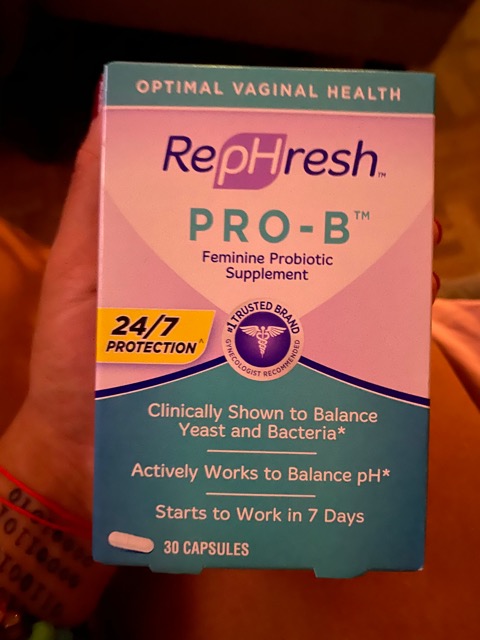 OPTIMAL VAGINAL HEALTH
RepHresh™
PRO-B™
Feminine Probiotic
Supplement
#1 TRUSTED BRAND
GYNECOLOGIST RECOMMENDED
24/7
PROTECTION^
Clinically Shown to Balance
Yeast and Bacteria*
Actively Works to Balance pH*
Starts to Work in 7 Days
30 CAPSULES